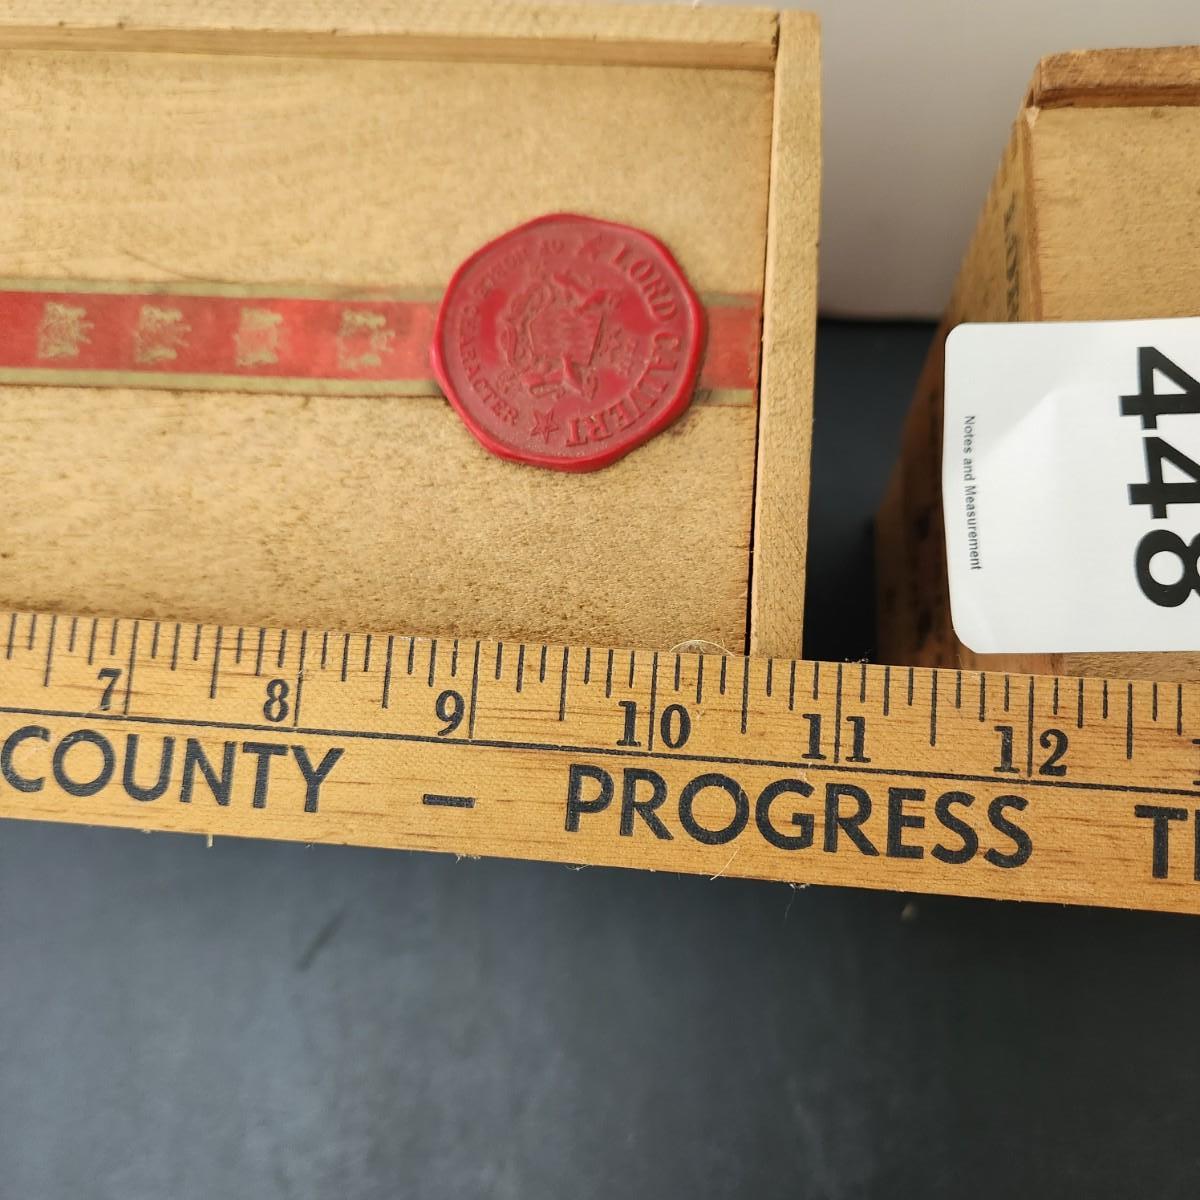 LORD CALVERT
CHARACTER
448
Notes and Measurement
7 8 9 10 11 12
COUNTY – PROGRESS